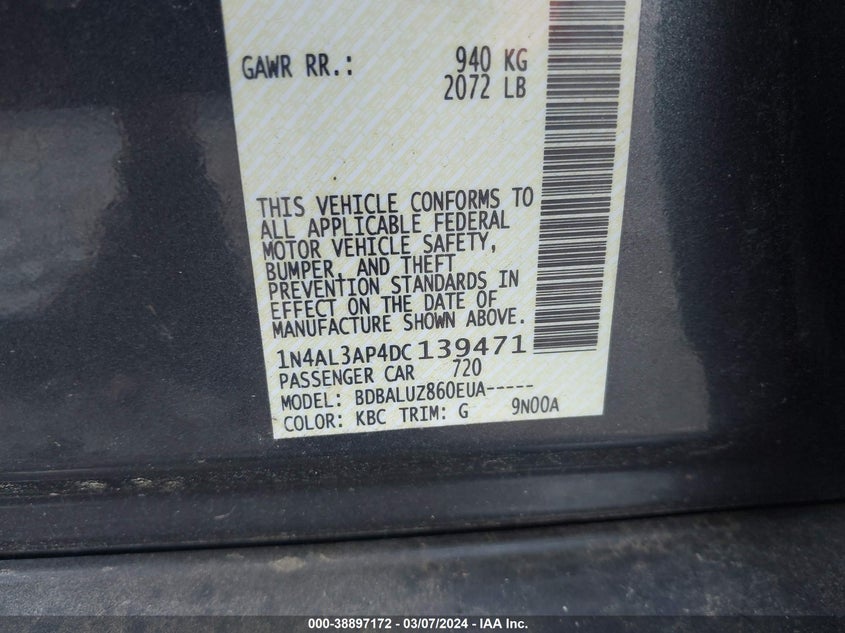 GAWR RR.: 940 KG
2072 LB
THIS VEHICLE CONFORMS TO
ALL APPLICABLE FEDERAL
MOTOR VEHICLE SAFETY,
BUMPER, AND THEFT
PREVENTION STANDARDS IN
EFFECT ON THE DATE OF
MANUFACTURE SHOWN ABOVE.
1N4AL3AP4DC139471
PASSENGER CAR 720
MODEL: BDBALUZ860EUA-----
COLOR: KBC TRIM: G 9N00A
000-38897172 - 03/07/2024 - IAA Inc.